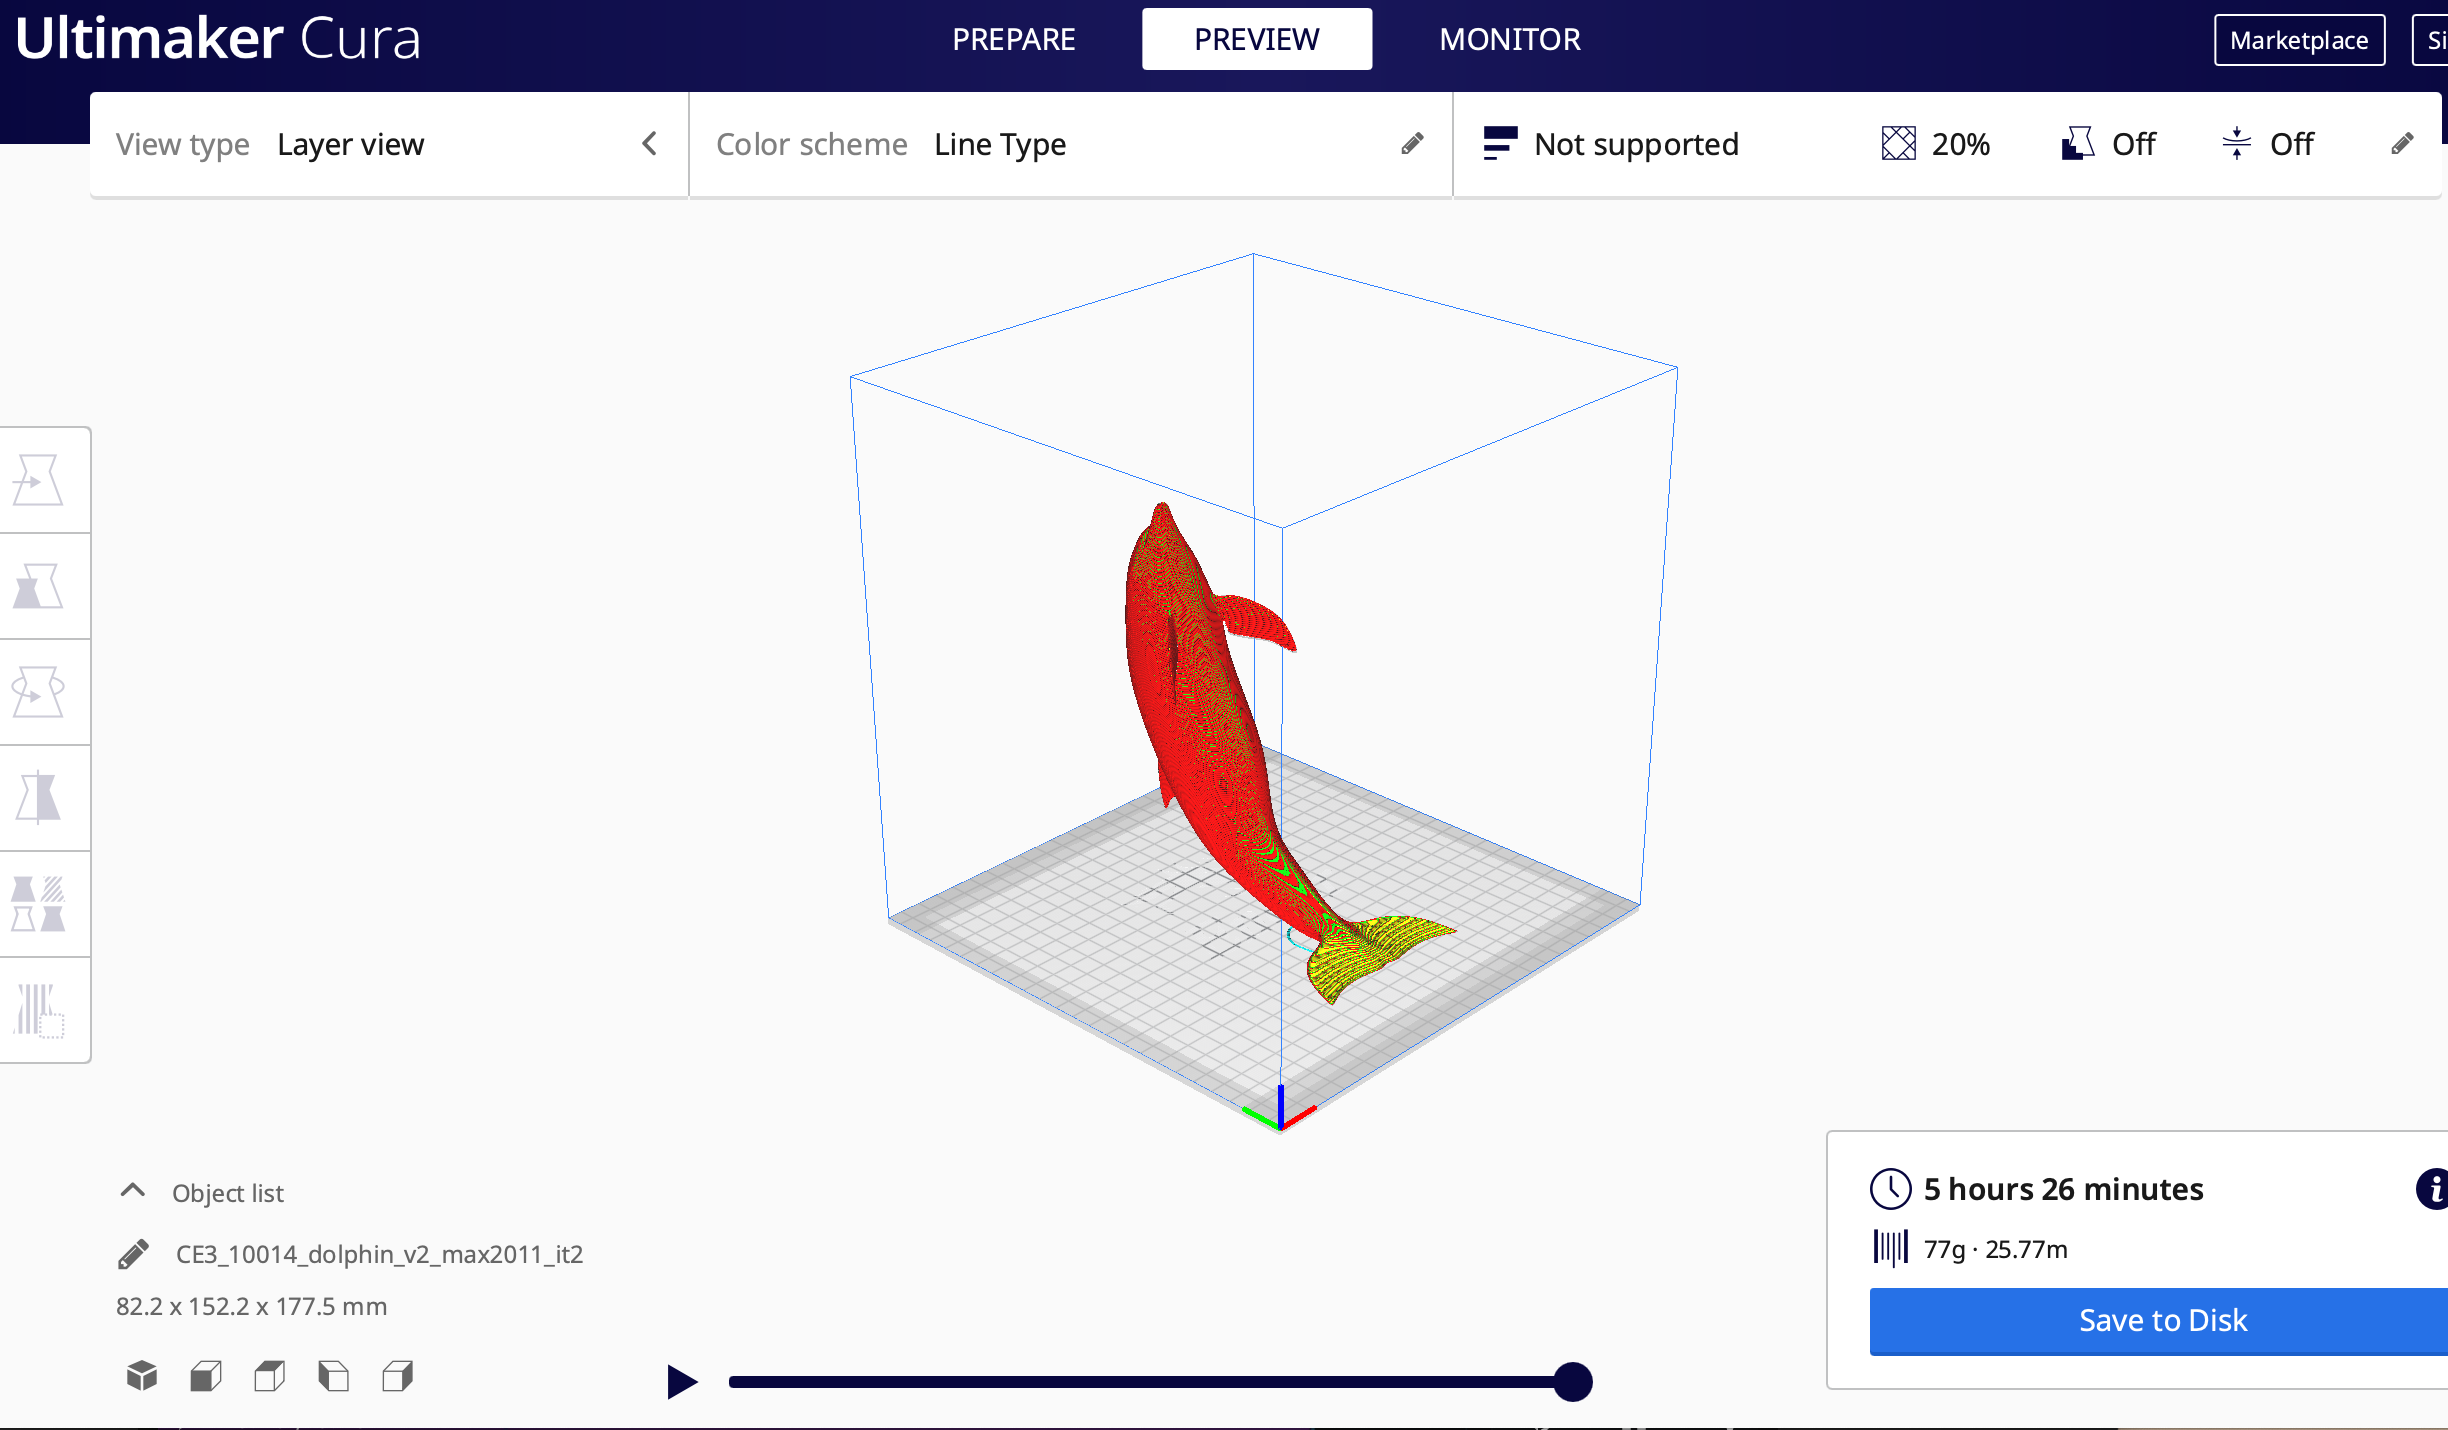 Ultimaker Cura
PREPARE
PREVIEW
MONITOR
Marketplace
Si
View type Layer view
Color scheme Line Type
Not supported
20%
Off
Off
Object list
CE3_10014_dolphin_v2_max2011_it2
82.2 x 152.2 x 177.5 mm
5 hours 26 minutes
77g · 25.77m
Save to Disk